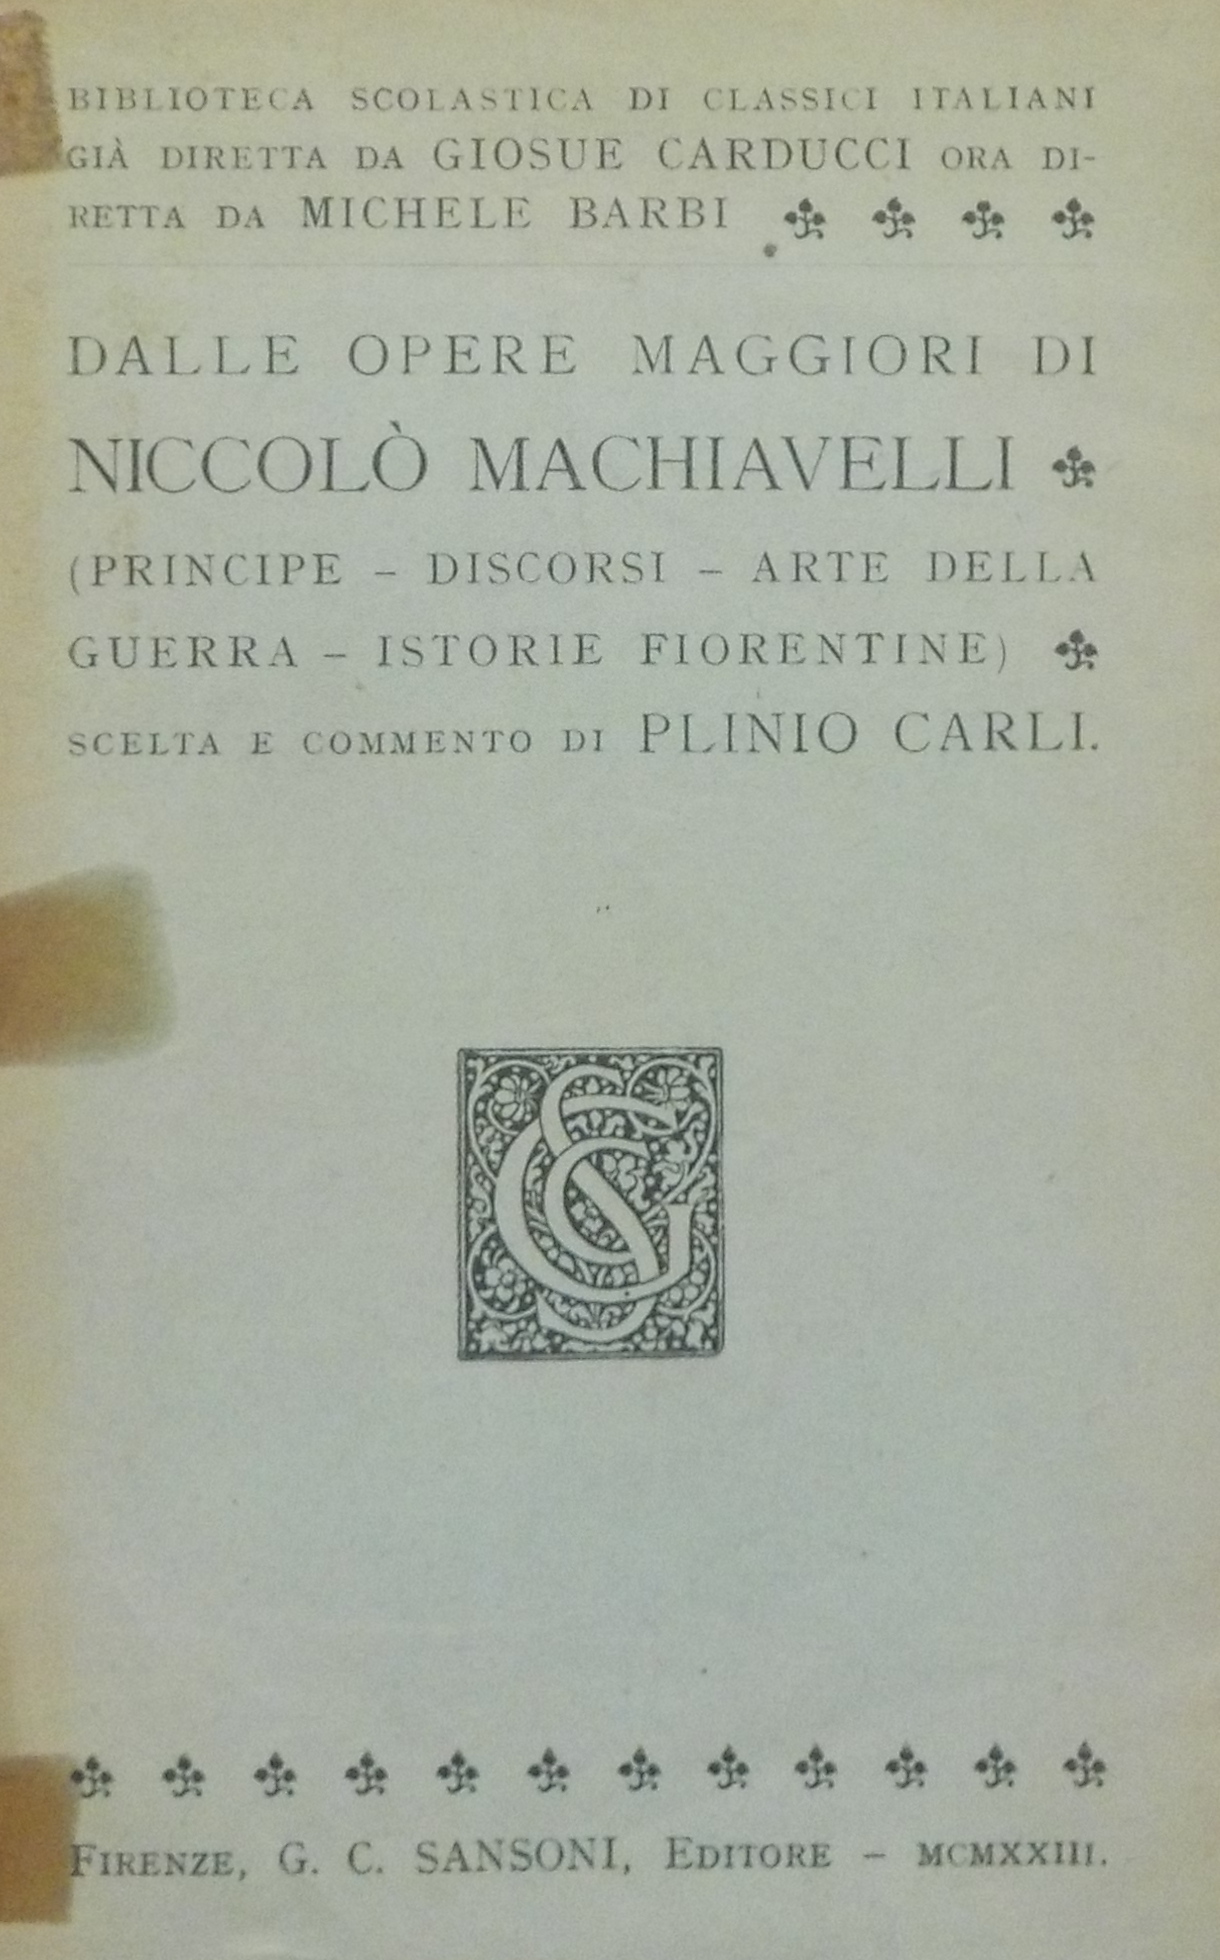 BIBLIOTECA SCOLASTICA DI CLASSICI ITALIANI
GIÀ DIRETTA DA GIOSUE CARDUCCI ORA DI-
RETTA DA MICHELE BARBI
DALLE OPERE MAGGIORI DI
NICCOLÒ MACHIAVELLI
(PRINCIPE – DISCORSI – ARTE DELLA
GUERRA – ISTORIE FIORENTINE)
SCELTA E COMMENTO DI PLINIO CARLI.
GCS
FIRENZE, G. C. SANSONI, EDITORE – MCMXXIII.